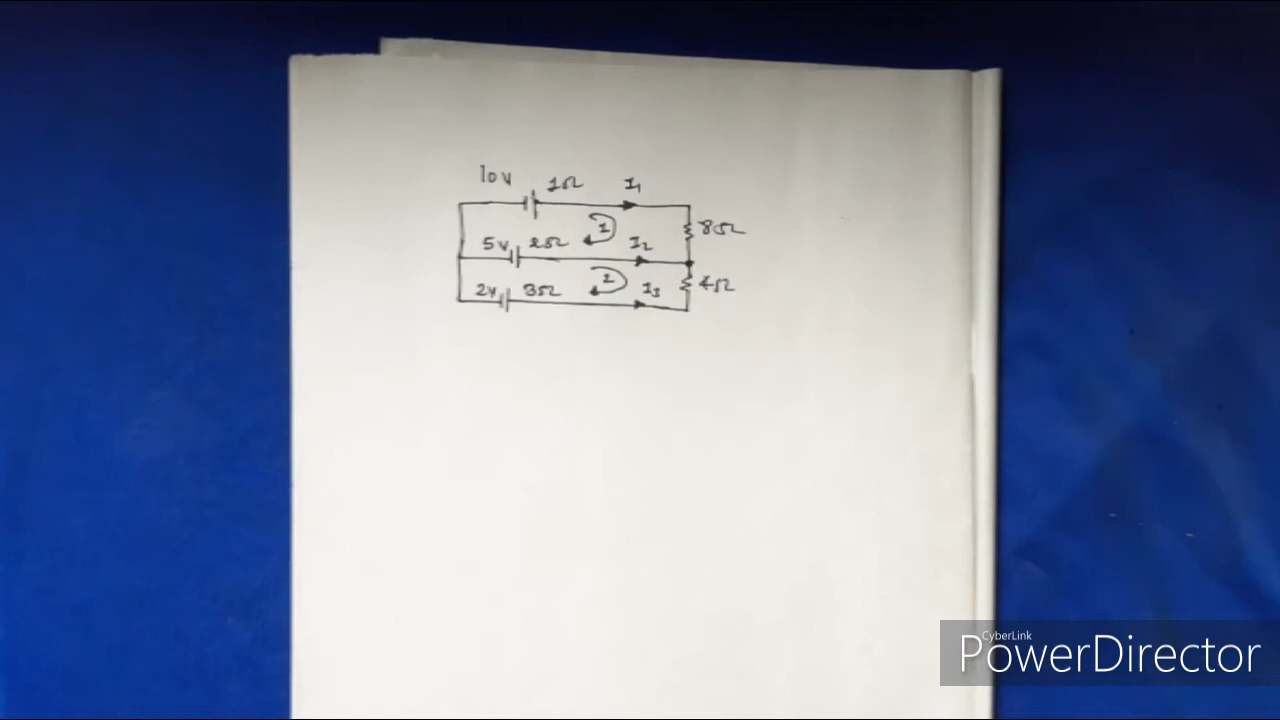 10V 1Ω I1
8Ω
1
5V 2Ω I2
2
4Ω
2V 3Ω I3
CyberLink
PowerDirector